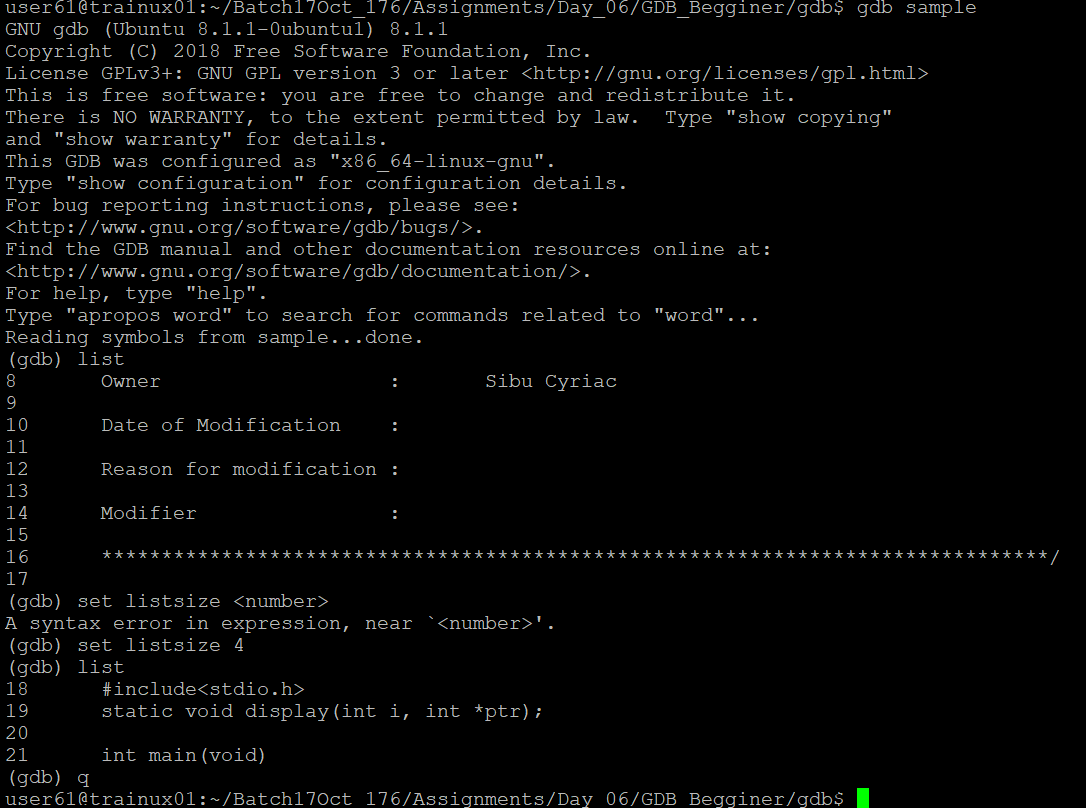 user61@trainux01:~/Batch17Oct_176/Assignments/Day_06/GDB_Begginer/gdb$ gdb sample
GNU gdb (Ubuntu 8.1.1-0ubuntu1) 8.1.1
Copyright (C) 2018 Free Software Foundation, Inc.
License GPLv3+: GNU GPL version 3 or later <http://gnu.org/licenses/gpl.html>
This is free software: you are free to change and redistribute it.
There is NO WARRANTY, to the extent permitted by law.  Type "show copying"
and "show warranty" for details.
This GDB was configured as "x86_64-linux-gnu".
Type "show configuration" for configuration details.
For bug reporting instructions, please see:
<http://www.gnu.org/software/gdb/bugs/>.
Find the GDB manual and other documentation resources online at:
<http://www.gnu.org/software/gdb/documentation/>.
For help, type "help".
Type "apropos word" to search for commands related to "word"...
Reading symbols from sample...done.
(gdb) list
8       Owner                   :       Sibu Cyriac
9
10      Date of Modification    :
11
12      Reason for modification :
13
14      Modifier                :
15
16      *******************************************************************************/
17
(gdb) set listsize <number>
A syntax error in expression, near `<number>'.
(gdb) set listsize 4
(gdb) list
18      #include<stdio.h>
19      static void display(int i, int *ptr);
20
21      int main(void)
(gdb) q
user61@trainux01:~/Batch17Oct_176/Assignments/Day_06/GDB_Begginer/gdb$